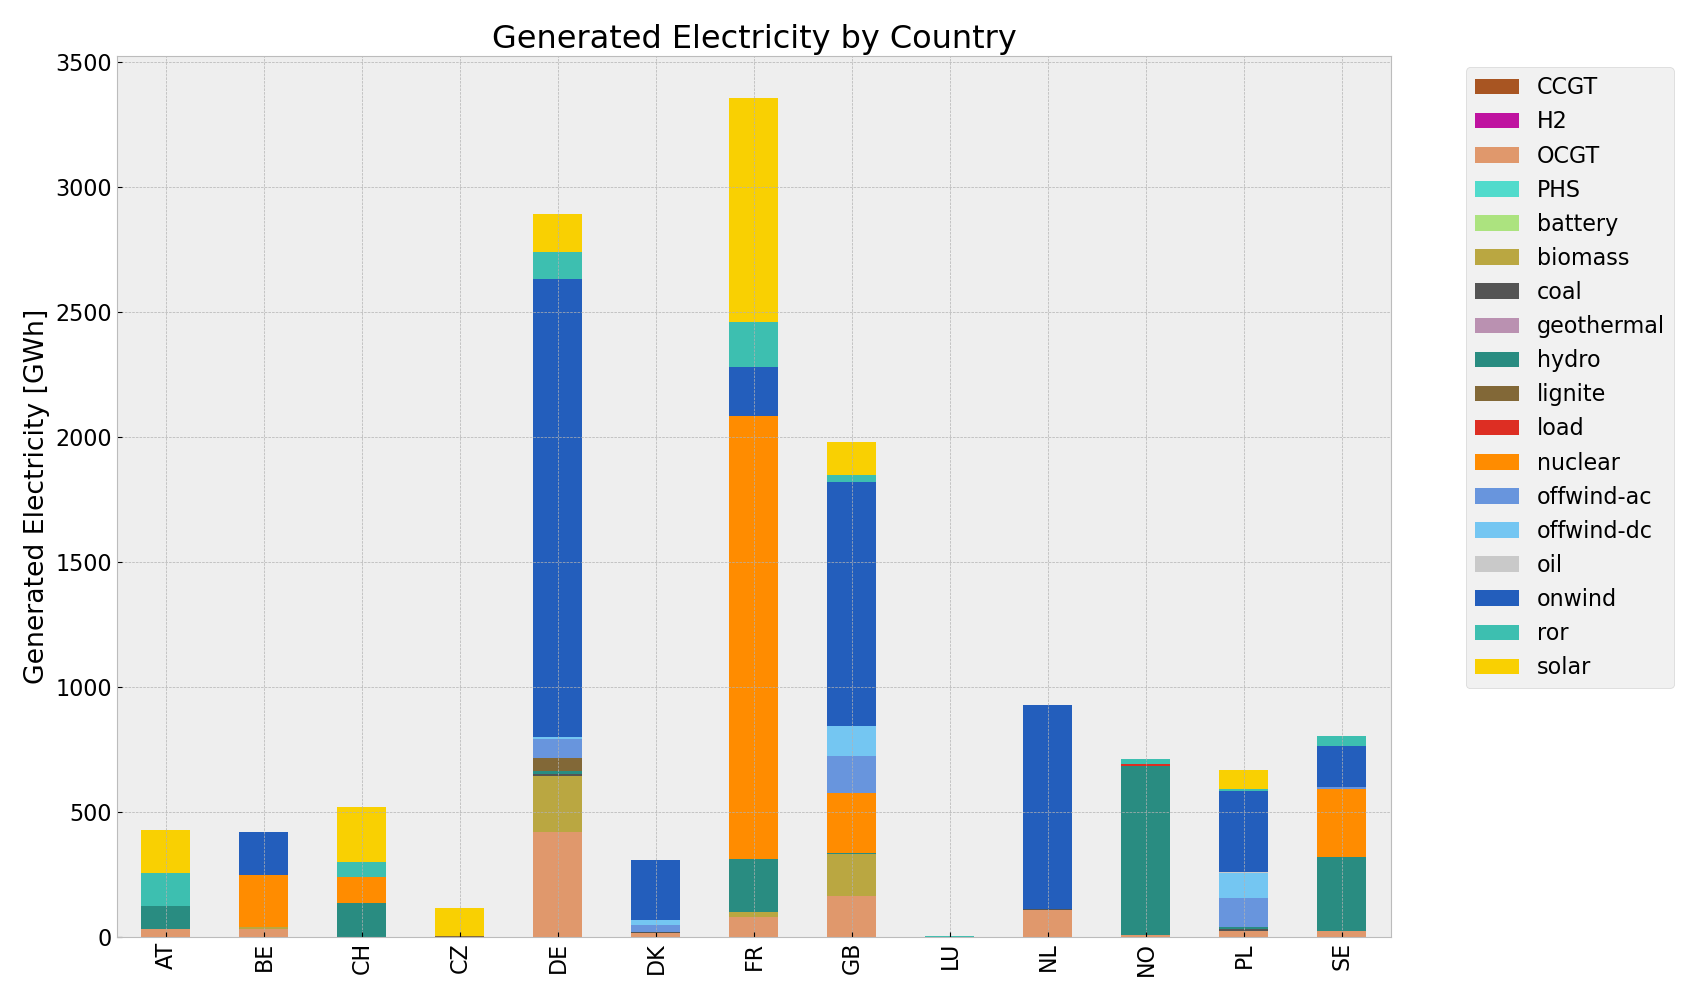 Generated Electricity by Country
Generated Electricity [GWh]
3500
3000
2500
2000
1500
1000
500
0
AT
BE
CH
CZ
DE
DK
FR
GB
LU
NL
NO
PL
SE
CCGT
H2
OCGT
PHS
battery
biomass
coal
geothermal
hydro
lignite
load
nuclear
offwind-ac
offwind-dc
oil
onwind
ror
solar